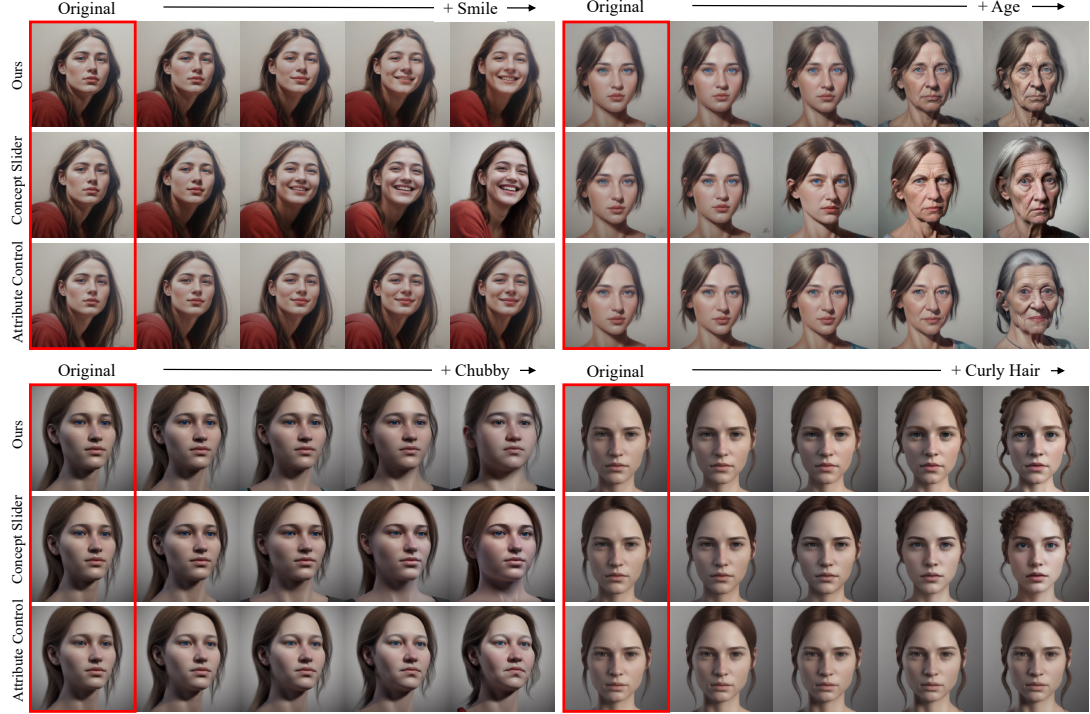 Original + Smile
Ours
Concept Slider
Attribute Control
Original + Age
Original + Chubby
Ours
Concept Slider
Attribute Control
Original + Curly Hair